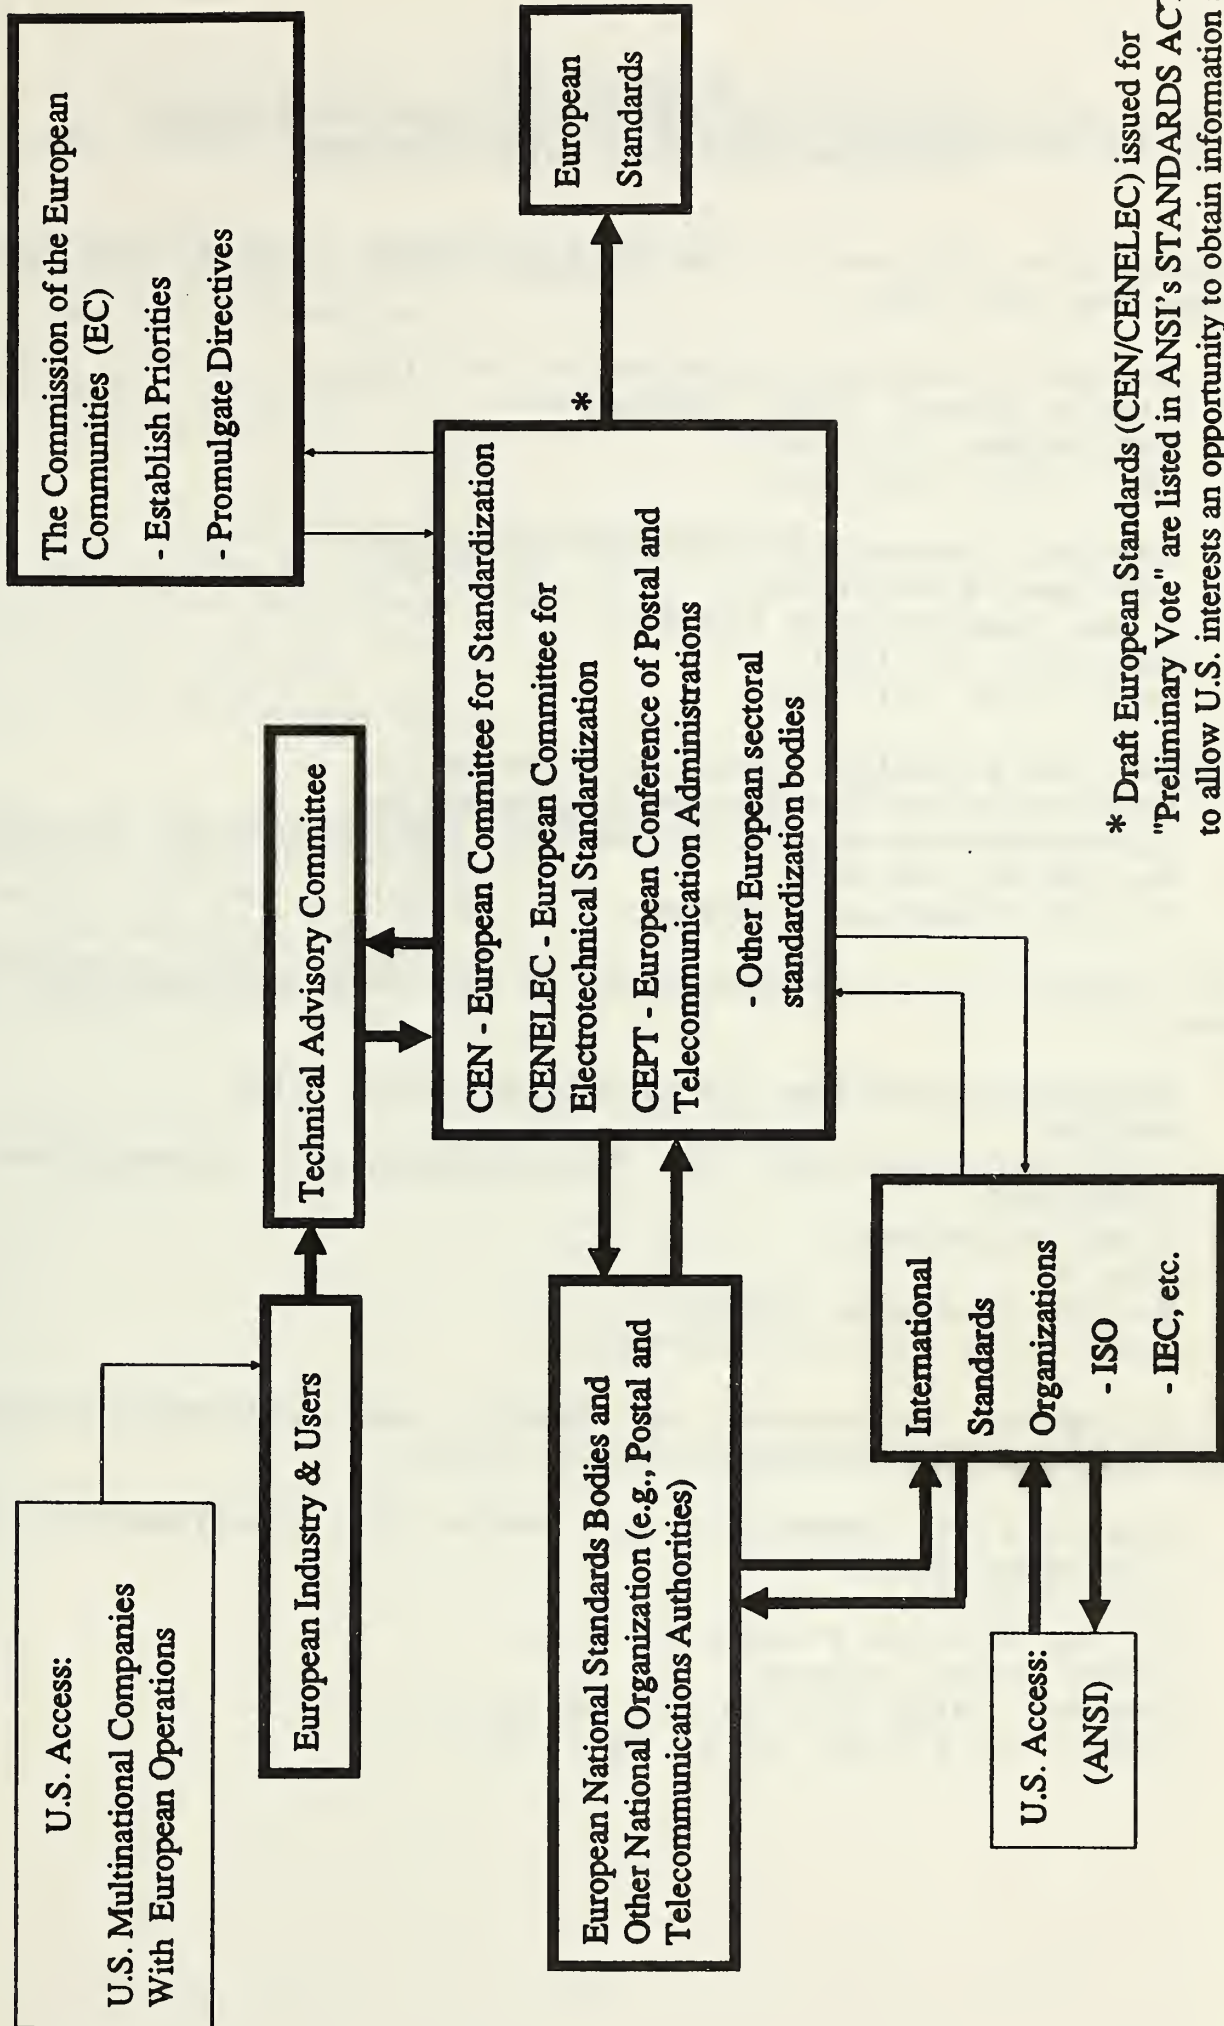 U.S. Access:
U.S. Multinational Companies
With European Operations
European Industry & Users
Technical Advisory Committee
The Commission of the European
Communities (EC)
- Establish Priorities
- Promulgate Directives
European National Standards Bodies and
Other National Organization (e.g., Postal and
Telecommunications Authorities)
CEN - European Committee for Standardization
CENELEC - European Committee for
Electrotechnical Standardization
CEPT - European Conference of Postal and
Telecommunication Administrations
- Other European sectoral
standardization bodies
*
European
Standards
U.S. Access:
(ANSI)
International
Standards
Organizations
- ISO
- IEC, etc.
* Draft European Standards (CEN/CENELEC) issued for
"Preliminary Vote" are listed in ANSI's STANDARDS
to allow U.S. interests an opportunity to obtain information